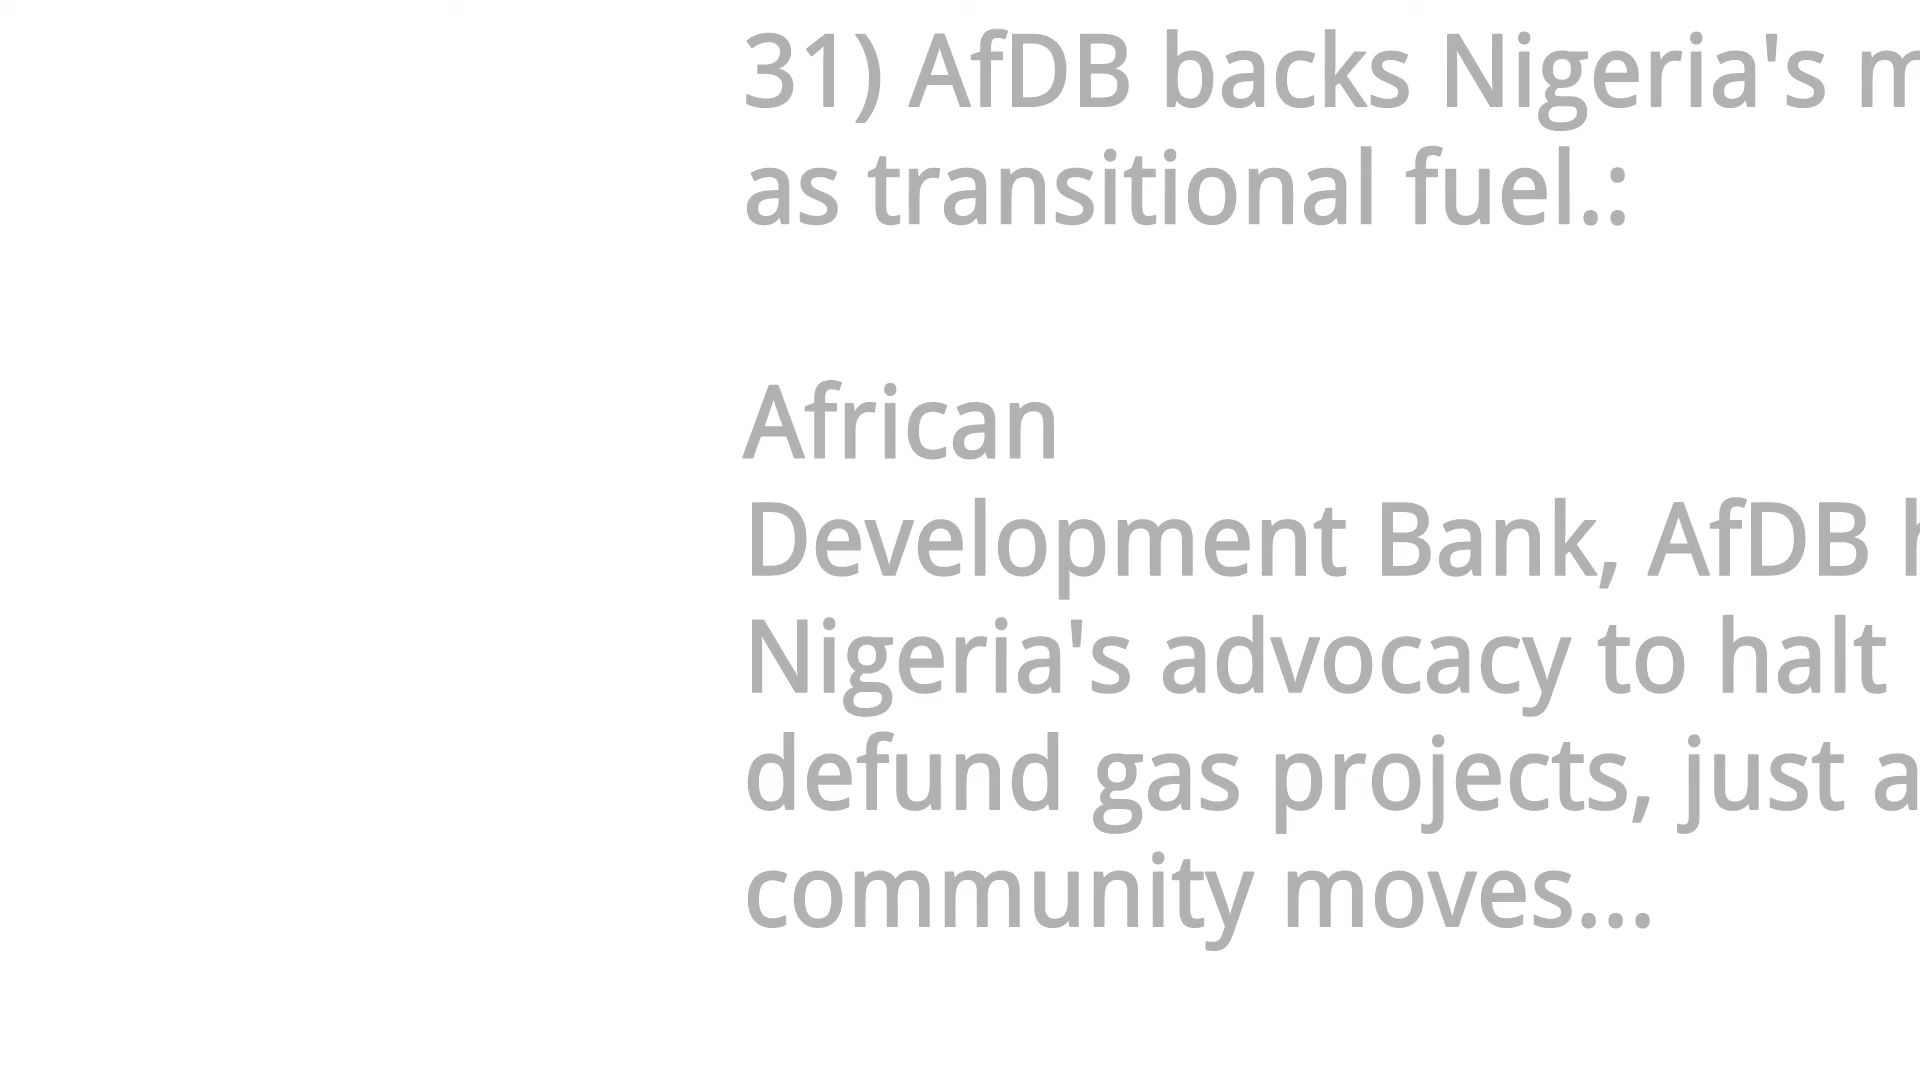 31) AfDB backs Nigeria's
as transitional fuel.:
African
Development Bank, AfDB
Nigeria's advocacy to halt
defund gas projects, just
community moves...